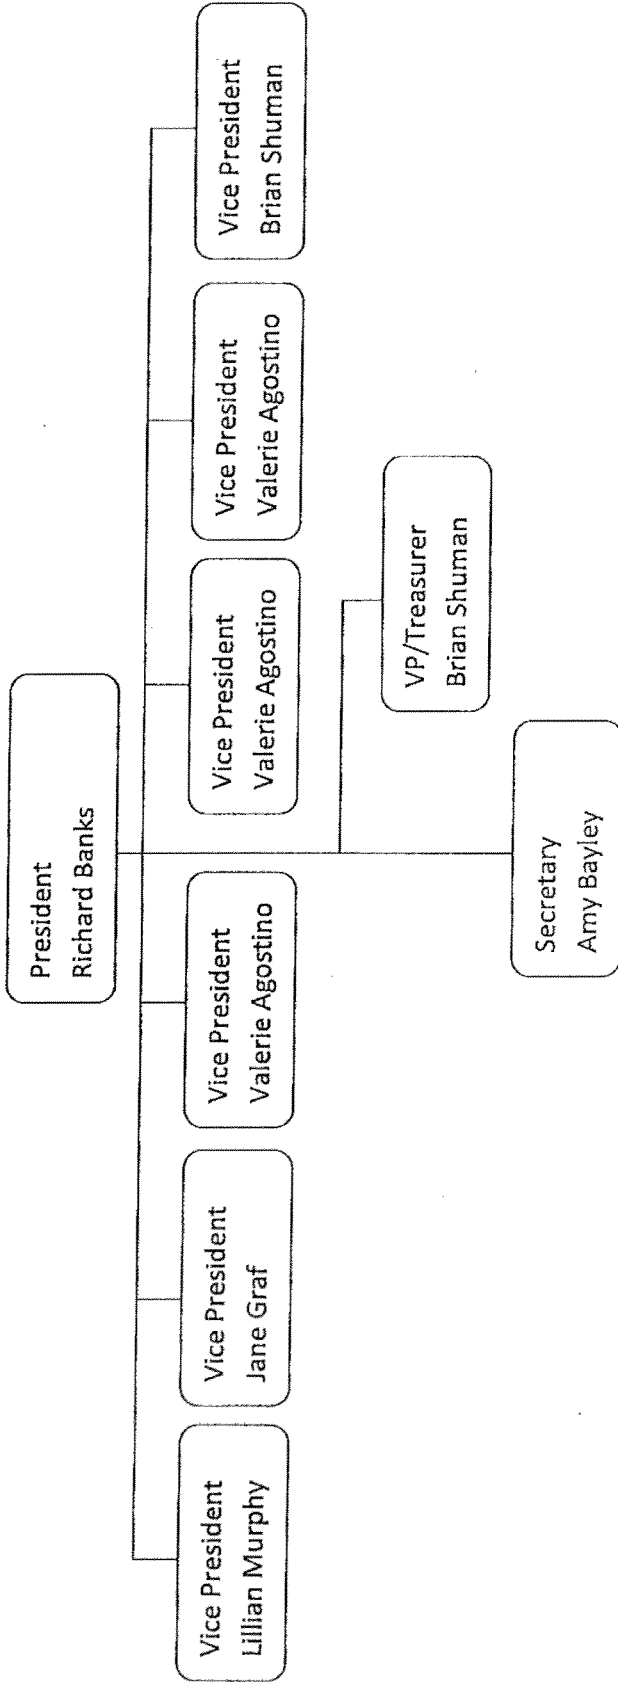 President
Richard Banks
Vice President
Lillian Murphy
Vice President
Jane Graf
Vice President
Valerie Agostino
Vice President
Valerie Agostino
Vice President
Valerie Agostino
Vice President
Brian Shuman
VP/Treasurer
Brian Shuman
Secretary
Amy Bayley